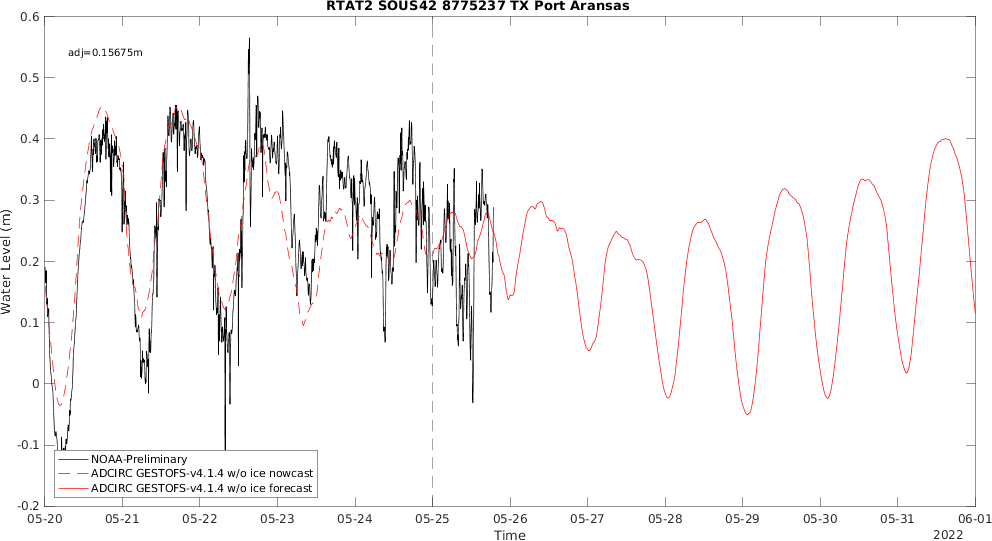 RTAT2 SOUS42 8775237 TX Port Aransas
adj=0.15675m
Water Level (m)
0.6
0.5
0.4
0.3
0.2
0.1
0
-0.1
-0.2
NOAA-Preliminary
ADCIRC GESTOFS-v4.1.4 w/o ice nowcast
ADCIRC GESTOFS-v4.1.4 w/o ice forecast
05-20 05-21 05-22 05-23 05-24 05-25 05-26 05-27 05-28 05-29 05-30 05-31 06-01
Time
2022